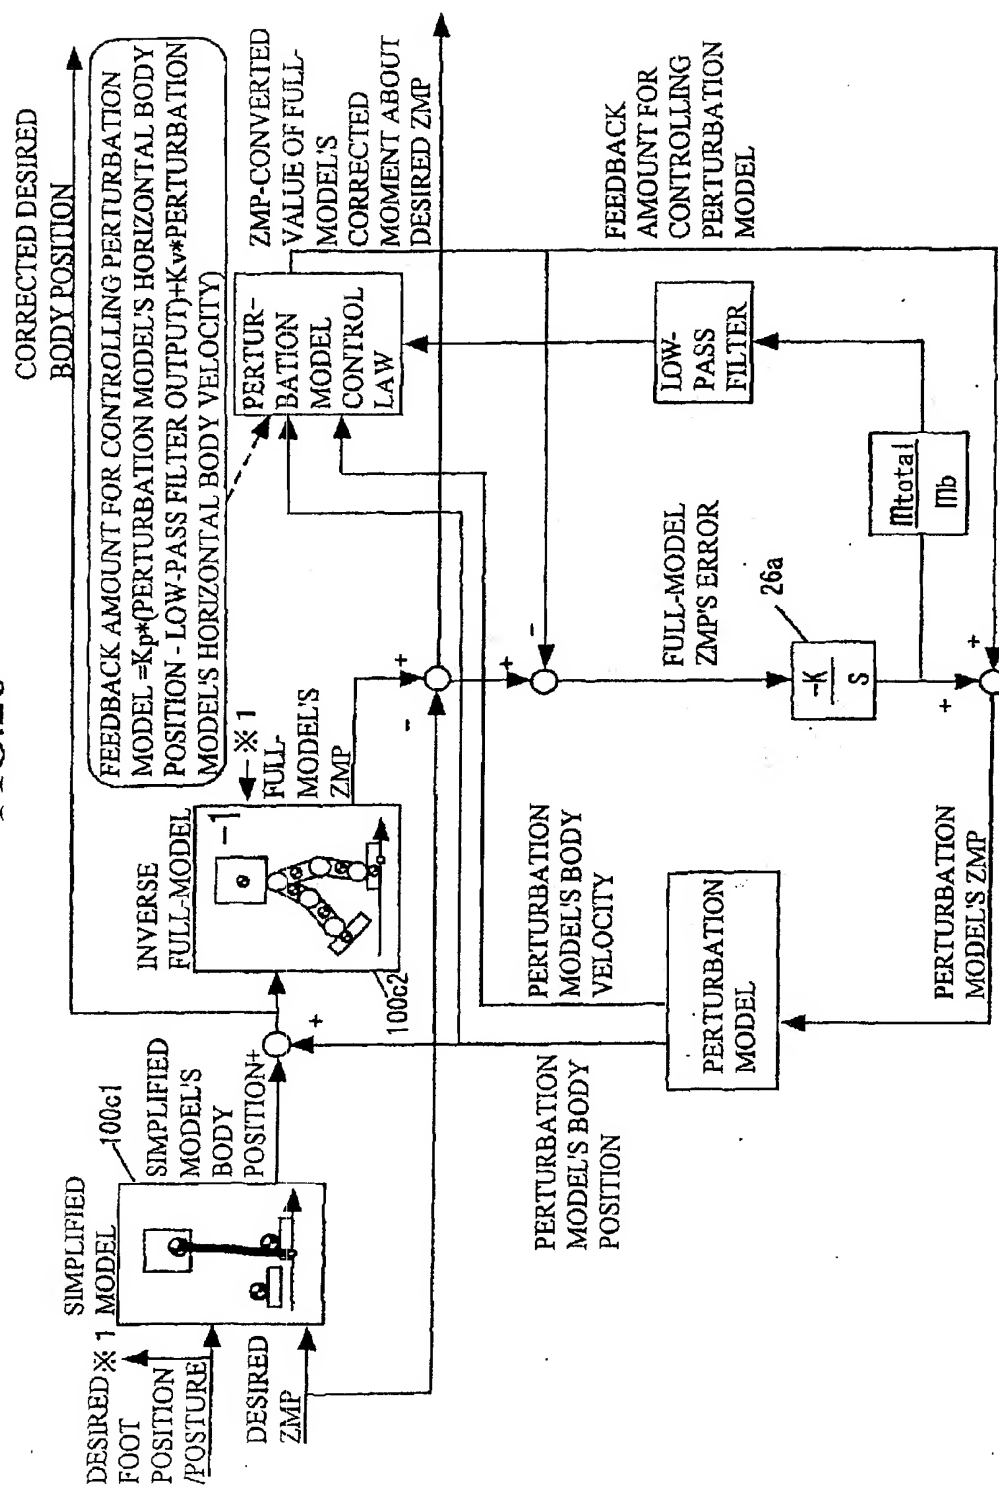 CORRECTED DESIRED
BODY POSITION
FEEDBACK AMOUNT FOR CONTROLLING PERTURBATION
MODEL =Kp*(PERTURBATION MODEL'S HORIZONTAL BODY
POSITION - LOW-PASS FILTER OUTPUT)+Kv*PERTURBATION
MODEL'S HORIZONTAL BODY VELOCITY)
SIMPLIFIED
MODEL
100c1
DESIRED ※1
FOOT
POSITION
/POSTURE
DESIRED
ZMP
SIMPLIFIED
MODEL'S
BODY
POSITION+
+
INVERSE
FULL-MODEL
-1
100c2
※1
FULL-
MODEL'S
ZMP
+
-
PERTUR-
BATION
MODEL
CONTROL
LAW
ZMP-CONVERTED
VALUE OF FULL-
MODEL'S
CORRECTED
MOMENT ABOUT
DESIRED ZMP
+
-
FULL-MODEL
ZMP'S ERROR
26a
-K
S
+
+
Mtotal
Mb
LOW-
PASS
FILTER
FEEDBACK
AMOUNT FOR
CONTROLLING
PERTURBATION
MODEL
PERTURBATION
MODEL'S BODY
VELOCITY
PERTURBATION
MODEL'S BODY
POSITION
PERTURBATION
MODEL
PERTURBATION
MODEL'S ZMP